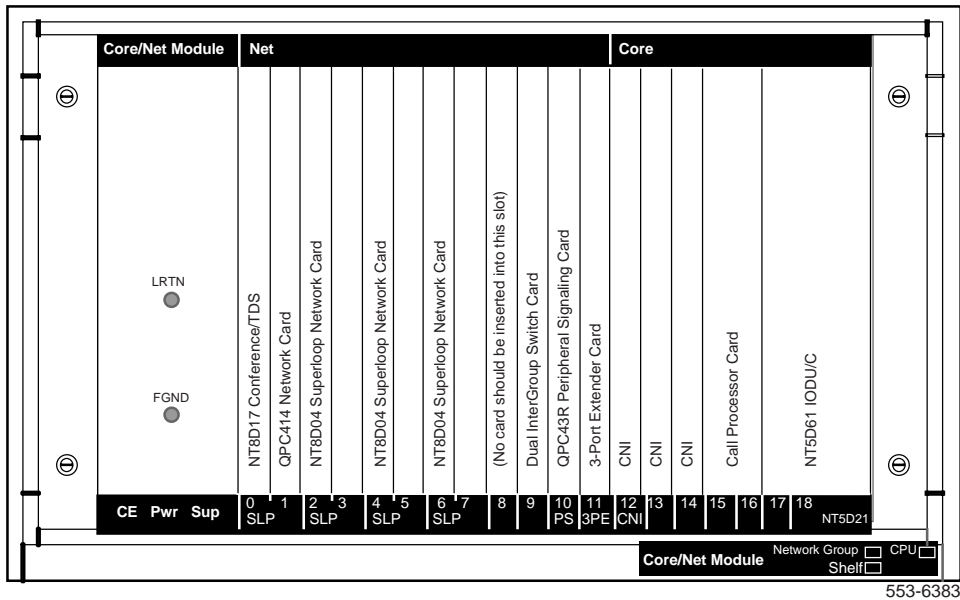 Core/Net Module
Net
Core
LRTN
FGND
NT8D17 Conference/TDS
QPC414 Network Card
NT8D04 Superloop Network Card
NT8D04 Superloop Network Card
NT8D04 Superloop Network Card
(No card should be inserted into this slot)
Dual InterGroup Switch Card
QPC43R Peripheral Signaling Card
3-Port Extender Card
CNI
CNI
CNI
Call Processor Card
NT5D61 IODU/C
CE Pwr Sup
0 1 2 3 4 5 6 7 8 9 10 11 12 13 14 15 16 17 18
SLP SLP SLP SLP PS 3PE CNI NT5D21
Core/Net Module
Network Group CPU
Shelf
553-6383